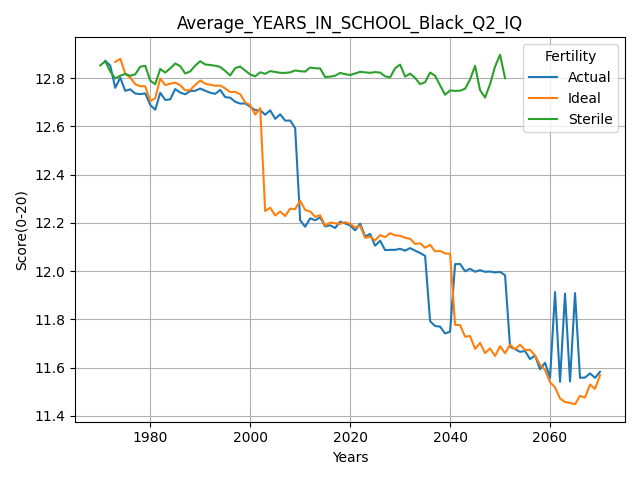 Average_YEARS_IN_SCHOOL_Black_Q2_IQ
Fertility
Actual
Ideal
Sterile
Score(0-20)
12.8
12.6
12.4
12.2
12.0
11.8
11.6
11.4
1980 2000 2020 2040 2060
Years